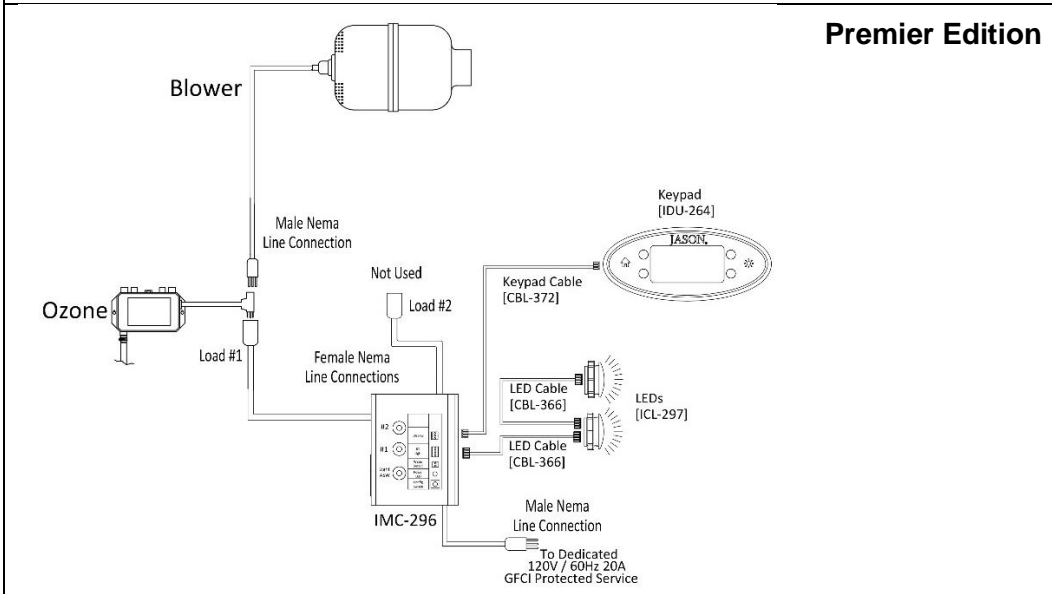 Premier Edition
Blower
Keypad
[IDU-264]
JASON.
Male Nema
Line Connection
Not Used
Keypad Cable
[CBL-372]
Ozone
Load #2
Load #1
Female Nema
Line Connections
LED Cable
[CBL-366]
LEDs
[ICL-297]
#2
#1
LED Cable
[CBL-366]
IMC-296
Male Nema
Line Connection
To Dedicated
120V / 60Hz 20A
GFCI Protected Service